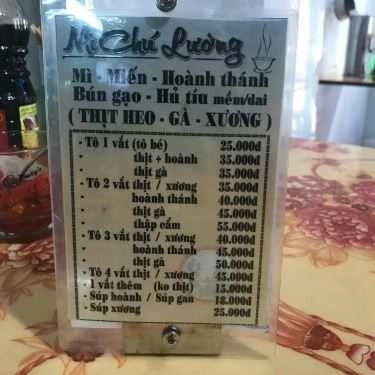 Mì Chú Lương
Mì - Miến - Hoành thánh
Bún gạo - Hủ tíu mềm/dai
( THỊT HEO - GÀ - XƯƠNG )
- Tô 1 vắt (tô bé) 25.000đ
- thịt + hoành 35.000đ
- thịt gà 35.000đ
- Tô 2 vắt thịt / xương 35.000đ
- hoành thánh 40.000đ
- thịt gà 45.000đ
- thập cẩm 55.000đ
- Tô 3 vắt thịt / xương 40.000đ
- hoành thánh 45.000đ
- thịt gà 50.000đ
- Tô 4 vắt thịt / xương 45.000đ
- 1 vắt thêm (ko thịt) 15.000đ
- Súp hoành / Súp gan 18.000đ
- Súp xương 25.000đ